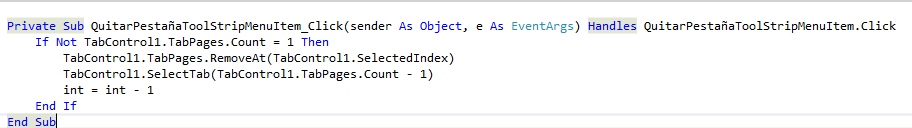 Private Sub QuitarPestañaToolStripMenuItem_Click(sender As Object, e As EventArgs) Handles QuitarPestañaToolStripMenuItem.Click
If Not TabControl1.TabPages.Count = 1 Then
TabControl1.TabPages.RemoveAt(TabControl1.SelectedIndex)
TabControl1.SelectTab(TabControl1.TabPages.Count - 1)
int = int - 1
End If
End Sub